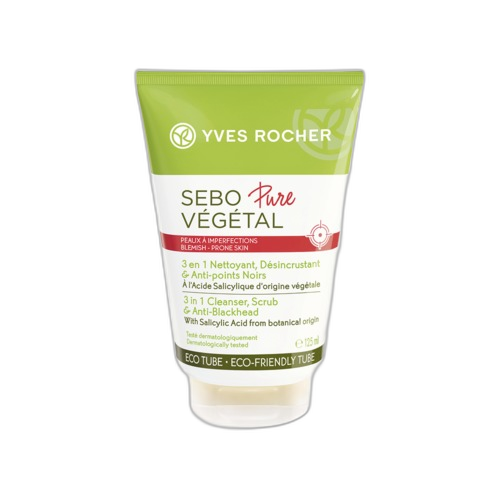 YVES ROCHER
SEBO Pure
VÉGÉTAL
PEAUX À IMPERFECTIONS
BLEMISH - PRONE SKIN
3 en 1 Nettoyant, Désincrustant
& Anti-points Noirs
À l'Acide Salicylique d'origine végétale
3 in 1 Cleanser, Scrub
& Anti-Blackhead
With Salicylic Acid from botanical origin
Testé dermatologiquement
Dermatologically tested
ECO TUBE • ECO-FRIENDLY TUBE
℮ 125 ml